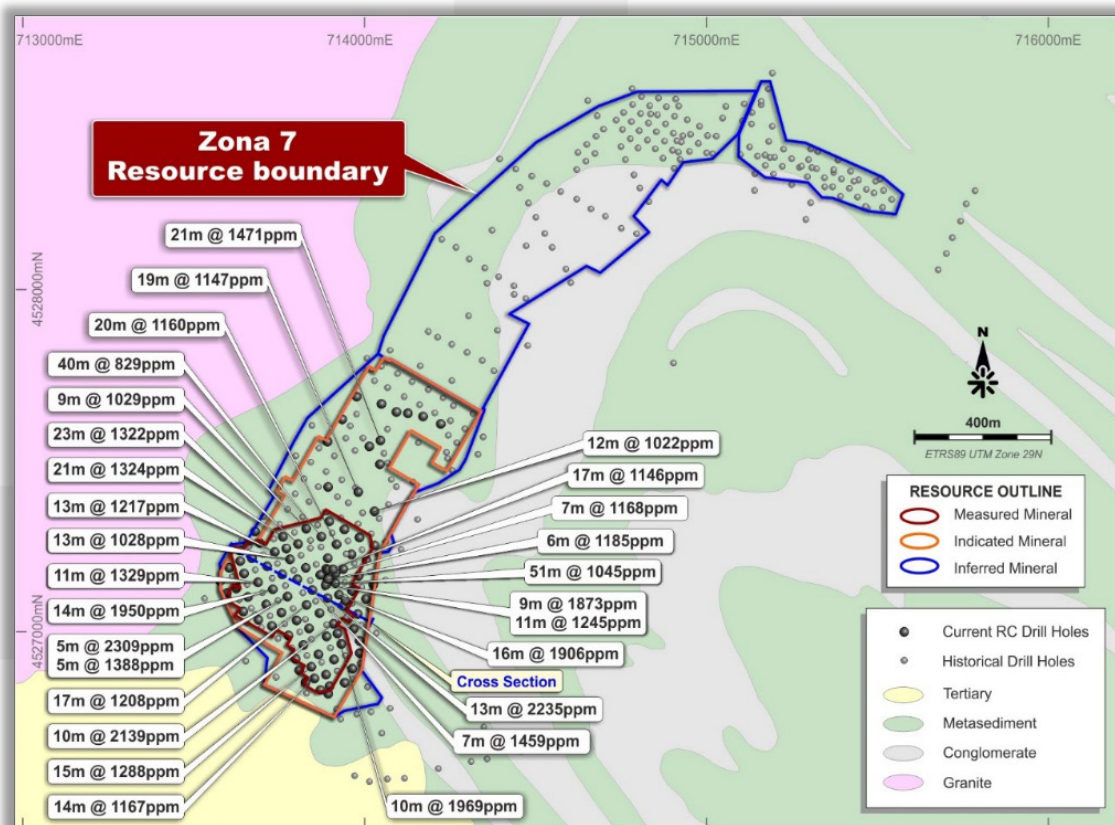 713000mE
714000mE
715000mE
716000mE
Zona 7
Resource boundary
4528000mN
4527000mN
21m @ 1471ppm
19m @ 1147ppm
20m @ 1160ppm
40m @ 829ppm
9m @ 1029ppm
23m @ 1322ppm
21m @ 1324ppm
13m @ 1217ppm
13m @ 1028ppm
11m @ 1329ppm
14m @ 1950ppm
5m @ 2309ppm
5m @ 1388ppm
17m @ 1208ppm
10m @ 2139ppm
15m @ 1288ppm
14m @ 1167ppm
12m @ 1022ppm
17m @ 1146ppm
7m @ 1168ppm
6m @ 1185ppm
51m @ 1045ppm
9m @ 1873ppm
11m @ 1245ppm
16m @ 1906ppm
Cross Section
13m @ 2235ppm
7m @ 1459ppm
10m @ 1969ppm
N
400m
ETRS89 UTM Zone 29N
RESOURCE OUTLINE
Measured Mineral
Indicated Mineral
Inferred Mineral
Current RC Drill Holes
Historical Drill Holes
Tertiary
Metasediment
Conglomerate
Granite